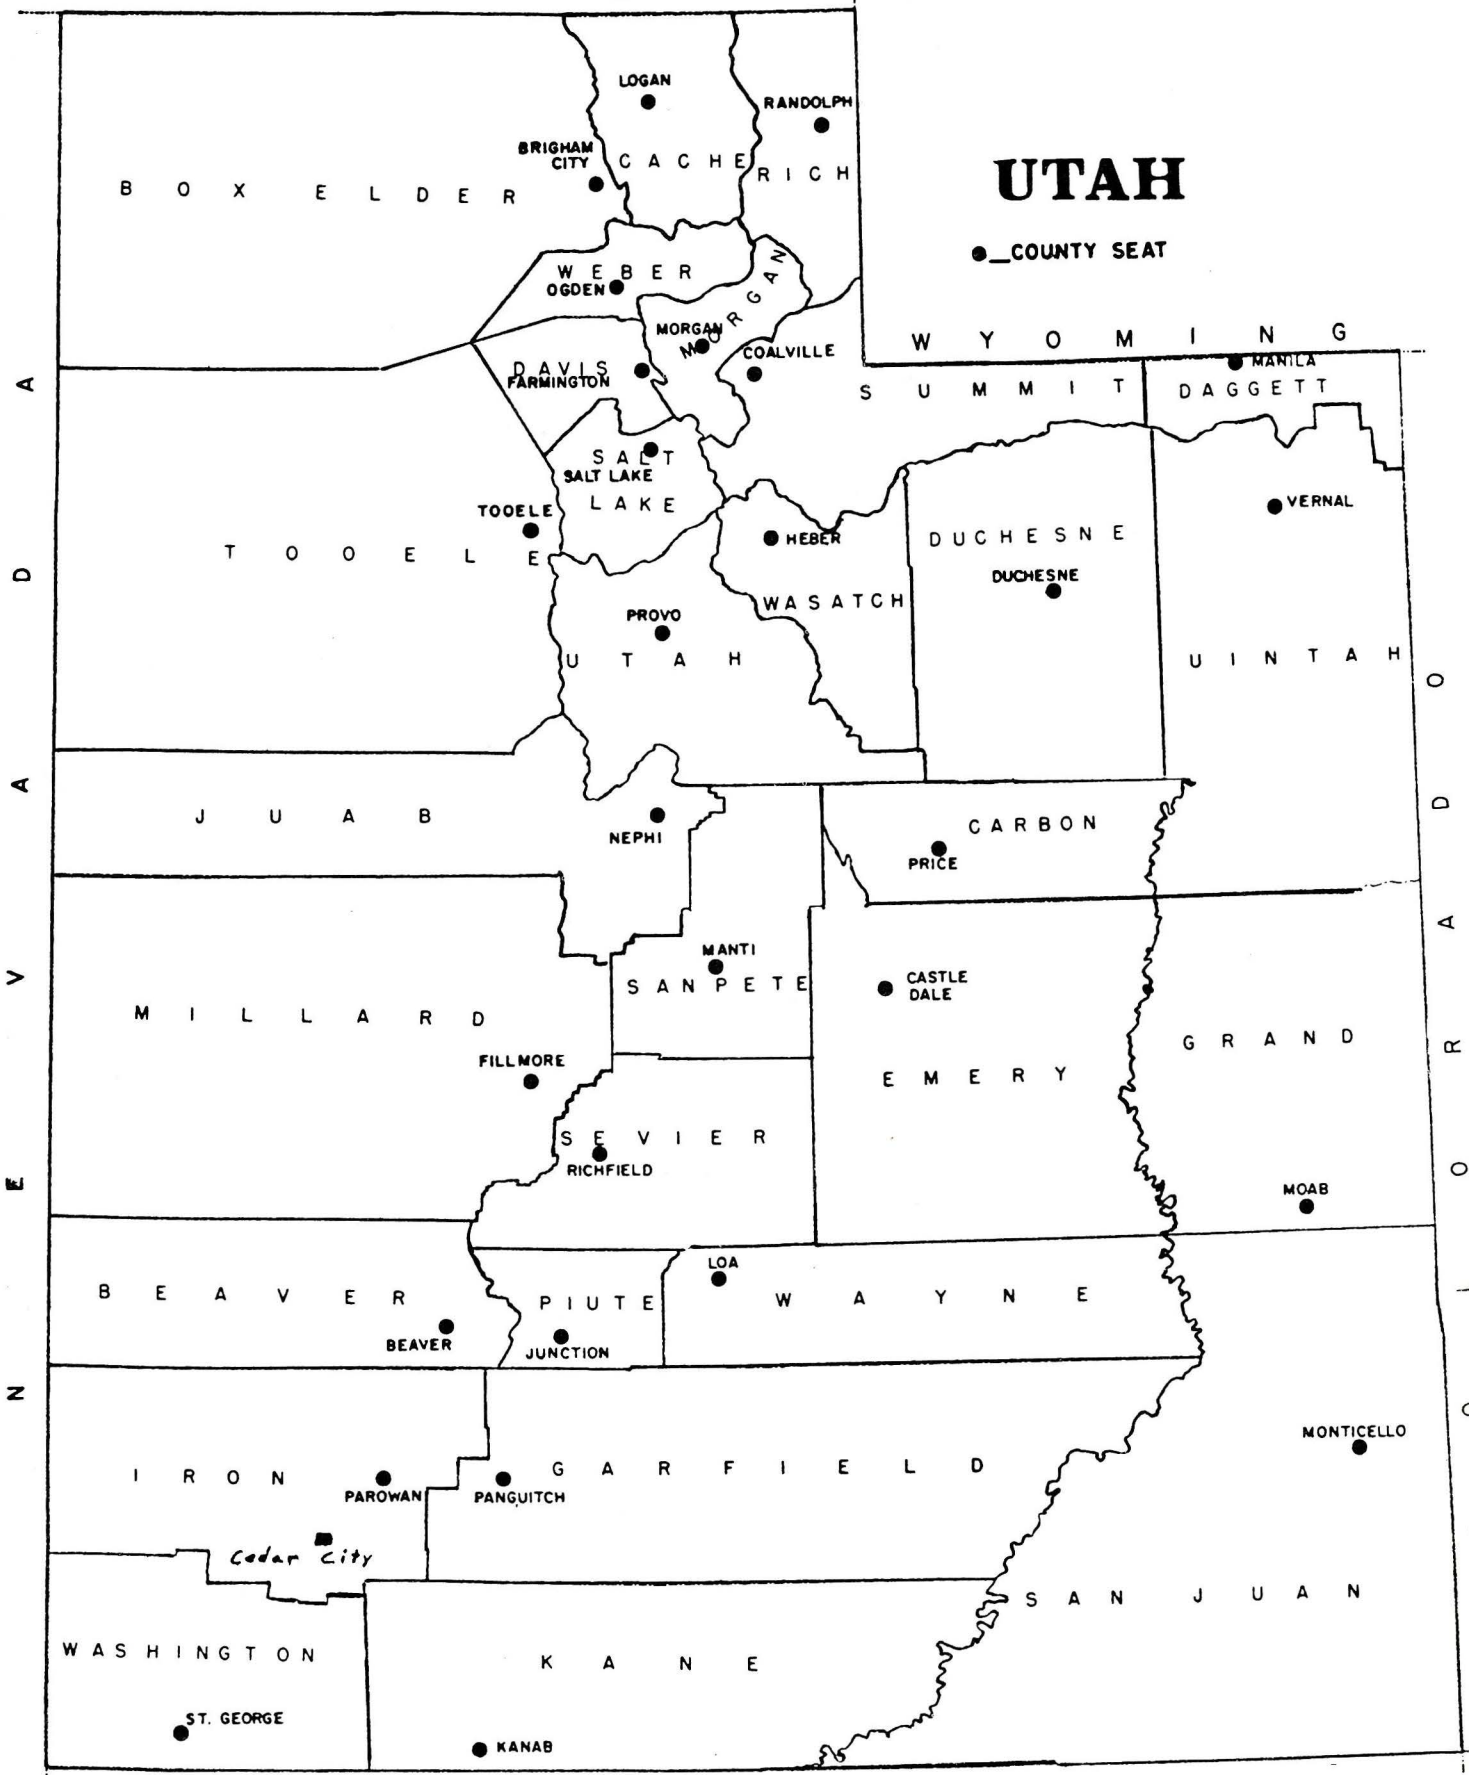 UTAH
●—COUNTY SEAT
WYOMING
NEVADA
COLORADO
LOGAN
RANDOLPH
BRIGHAM
CITY
CACHE
RICH
BOX ELDER
WEBER
OGDEN
MORGAN
MORGAN
COALVILLE
DAVIS
FARMINGTON
SUMMIT
MANILA
DAGGETT
SALT
SALT LAKE
LAKE
TOOELE
TOOELE
HEBER
DUCHESNE
DUCHESNE
VERNAL
WASATCH
PROVO
UTAH
UINTAH
JUAB
NEPHI
CARBON
PRICE
MANTI
SANPETE
CASTLE
DALE
MILLARD
FILLMORE
GRAND
EMERY
SEVIER
RICHFIELD
MOAB
LOA
BEAVER
BEAVER
PIUTE
JUNCTION
WAYNE
MONTICELLO
IRON
PAROWAN
GARFIELD
PANGUITCH
Cedar City
SAN JUAN
WASHINGTON
KANE
ST. GEORGE
KANAB